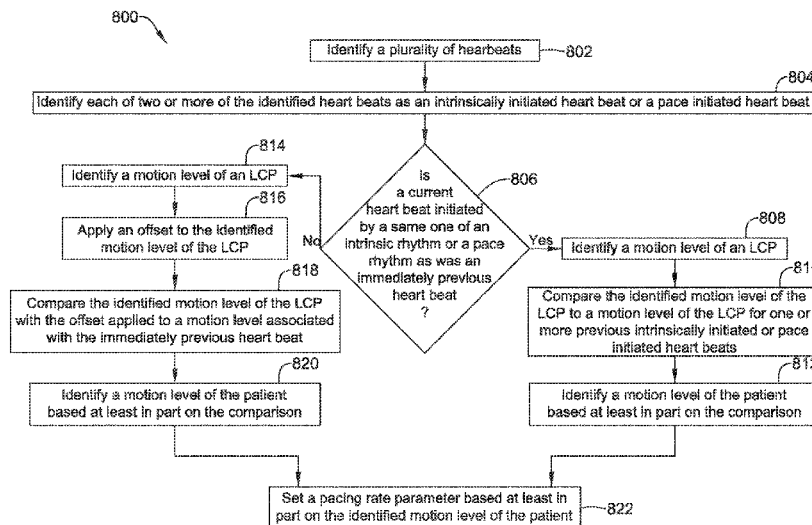 800
Identify a plurality of hearbeats
802
804
Identify each of two or more of the identified heart beats as an intrinsically initiated heart beat or a pace initiated heart beat
806
Is
a current
heart beat initiated
by a same one of an
intrinsic rhythm or a pace
rhythm as was an
immediately previous
heart beat
?
No
Yes
814
Identify a motion level of an LCP
816
Apply an offset to the identified
motion level of the LCP
818
Compare the identified motion level of the LCP
with the offset applied to a motion level associated
with the immediately previous heart beat
820
Identify a motion level of the patient
based at least in part on the comparison
808
Identify a motion level of an LCP
Compare the identified motion level of the
LCP to a motion level of the LCP for one or
more previous intrinsically initiated or pace
initiated heart beats
Identify a motion level of the patient
based at least in part on the comparison
Set a pacing rate parameter based at least in
part on the identified motion level of the patient
822